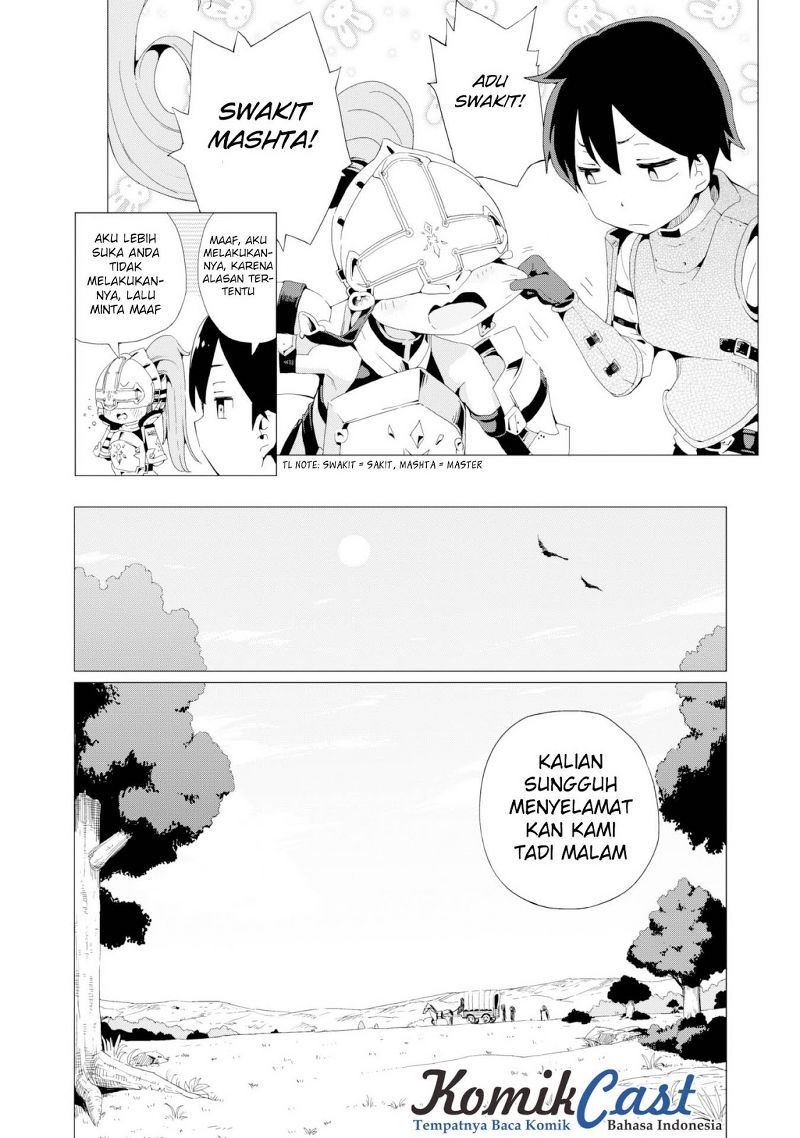 ADU
SWAKIT!
SWAKIT
MASHTA!
MAAF, AKU
MELAKUKAN-
NYA, KARENA
ALASAN TER-
TENTU
AKU LEBIH
SUKA ANDA
TIDAK
MELAKUKAN-
NYA, LALU
MINTA MAAF
TL NOTE: SWAKIT = SAKIT, MASHTA = MASTER
KALIAN
SUNGGUH
MENYELAMAT
KAN KAMI
TADI MALAM
KomikCast
Tempatnya Baca Komik Bahasa Indonesia